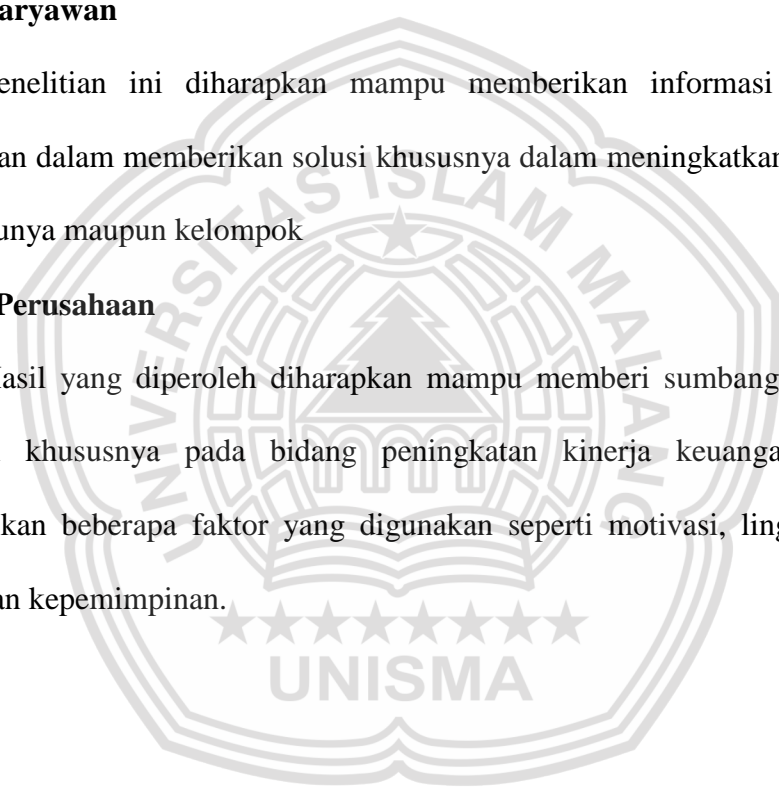 aryawan
enelitian ini diharapkan mampu memberikan informasi
an dalam memberikan solusi khususnya dalam meningkatkan
unya maupun kelompok
Perusahaan
asil yang diperoleh diharapkan mampu memberi sumbang
khususnya pada bidang peningkatan kinerja keuanga
kan beberapa faktor yang digunakan seperti motivasi, ling
an kepemimpinan.
UNIVERSITAS ISLAM MALANG
UNISMA